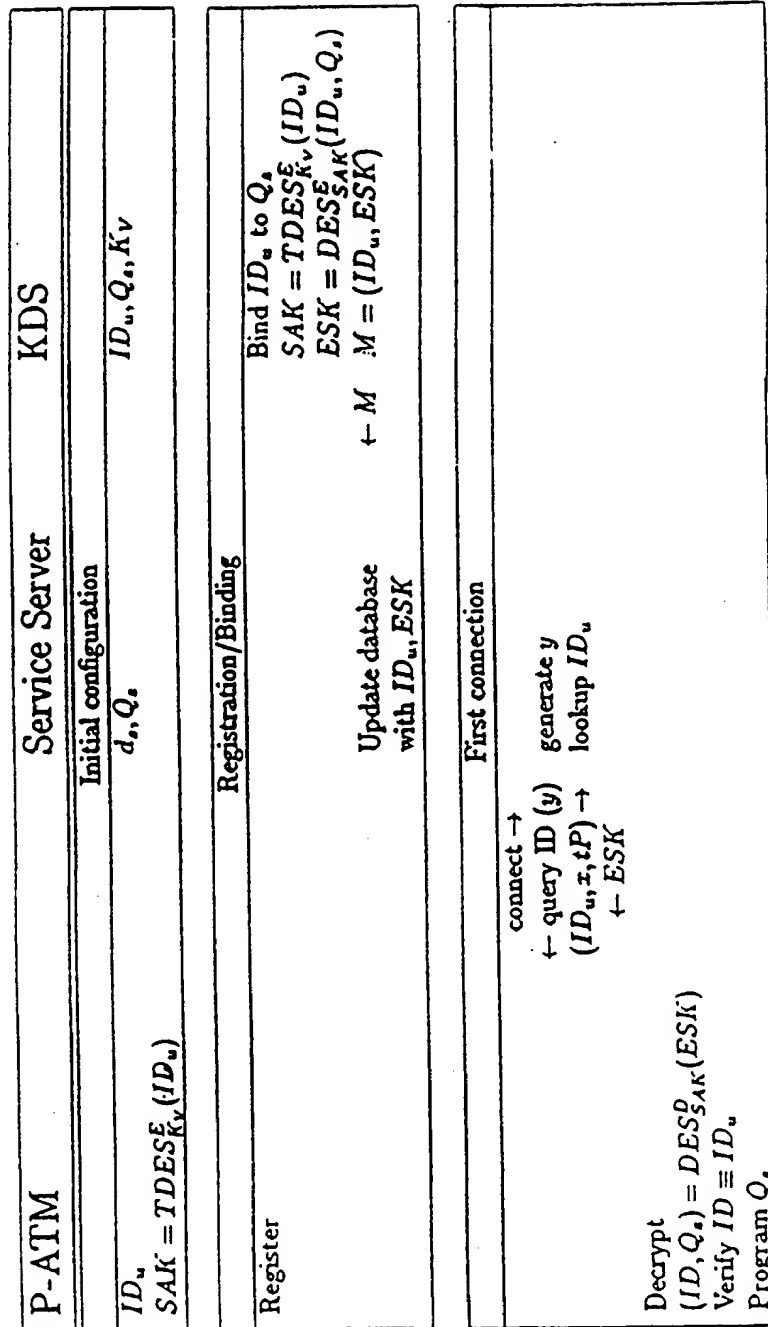 P-ATM Service Server KDS
Initial configuration
ID_u d_s, Q_s ID_u, Q_s, K_V
SAK = TDES^E_{K_V}(ID_u)
Registration/Binding
Register Bind ID_u to Q_s
SAK = TDES^E_{K_V}(ID_u)
ESK = DES^E_{SAK}(ID_u, Q_s)
Update database ← M M = (ID_u, ESK)
with ID_u, ESK
First connection
connect →
← query ID (y) generate y
(ID_u, x, tP) → lookup ID_u
← ESK
Decrypt
(ID, Q_s) = DES^D_{SAK}(ESK)
Verify ID ≡ ID_u
Program Q_s